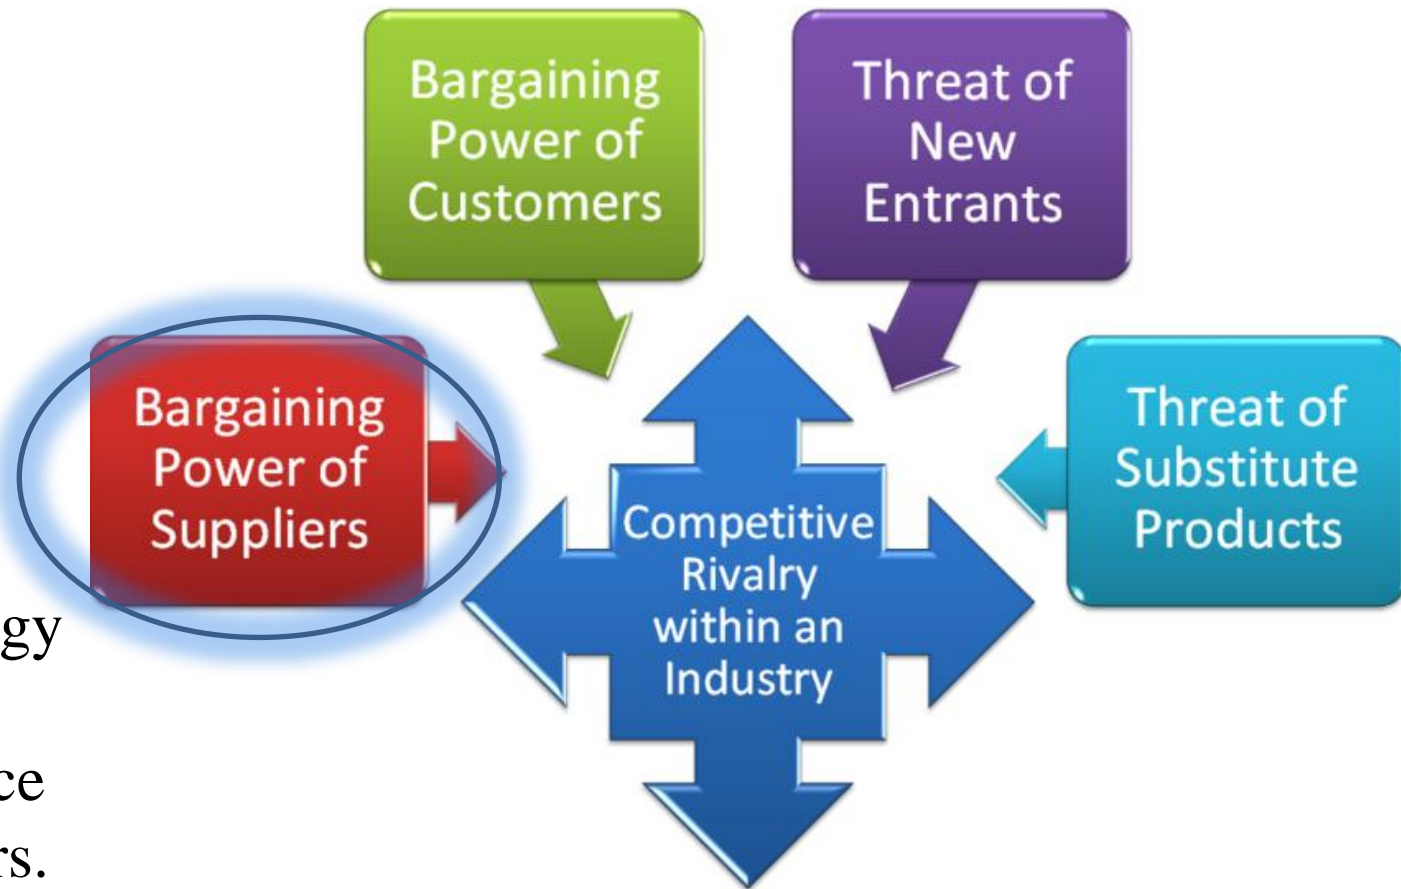 Bargaining
Power of
Customers
Threat of
New
Entrants
Bargaining
Power of
Suppliers
Threat of
Substitute
Products
Competitive
Rivalry
within an
Industry
gy
ce
rs.